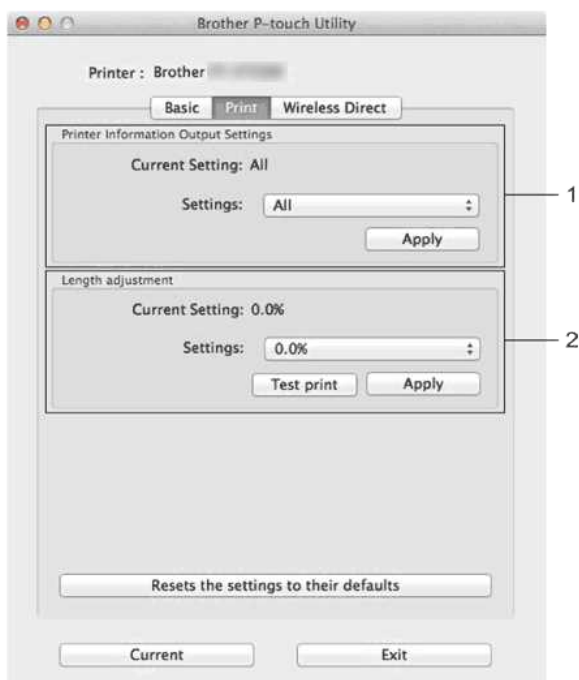 Brother P-touch Utility
Printer : Brother
Basic Print Wireless Direct
Printer Information Output Settings
Current Setting: All
Settings: All
Apply
1
Length adjustment
Current Setting: 0.0%
Settings: 0.0%
Test print Apply
2
Resets the settings to their defaults
Current Exit